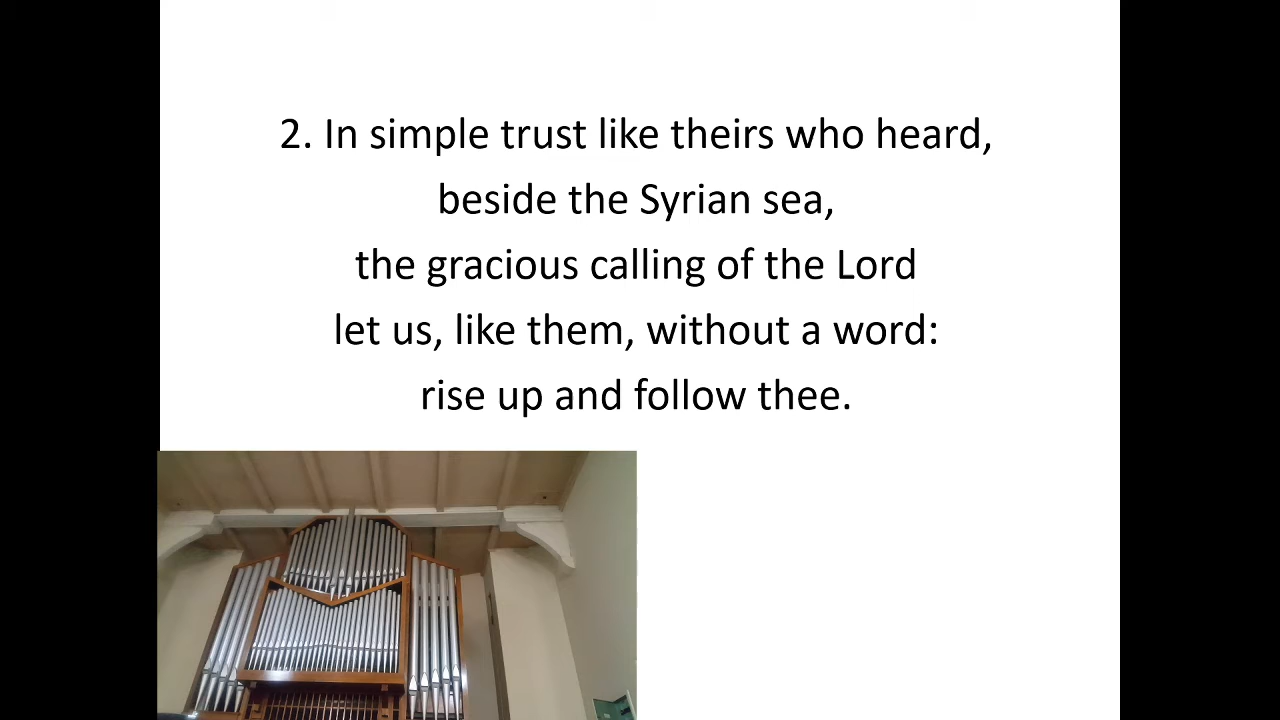 2. In simple trust like theirs who heard,
beside the Syrian sea,
the gracious calling of the Lord
let us, like them, without a word:
rise up and follow thee.